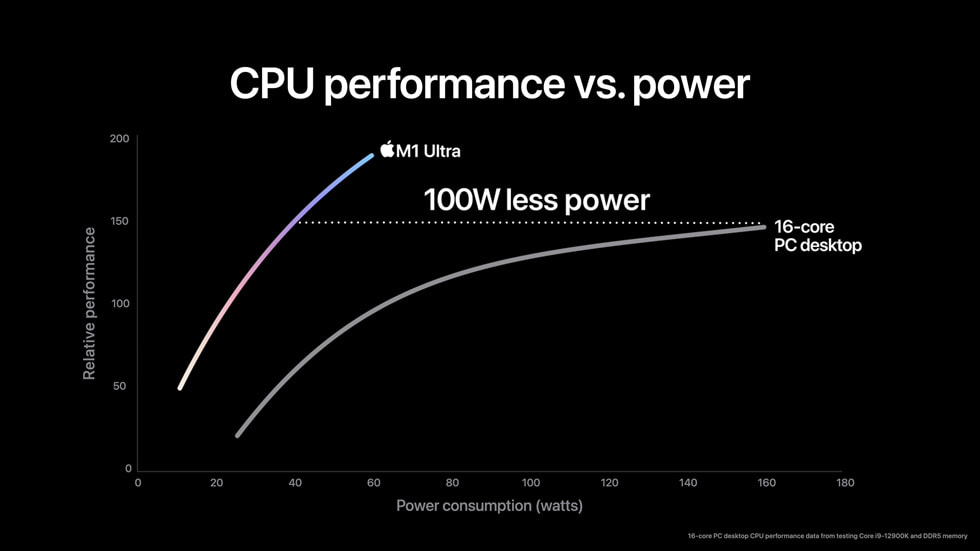 CPU performance vs. power
200
M1 Ultra
100W less power
150
16-core
PC desktop
Relative performance
100
50
0
0 20 40 60 80 100 120 140 160 180
Power consumption (watts)
16-core PC desktop CPU performance data from testing Core i9-12900K and DDR5 memory